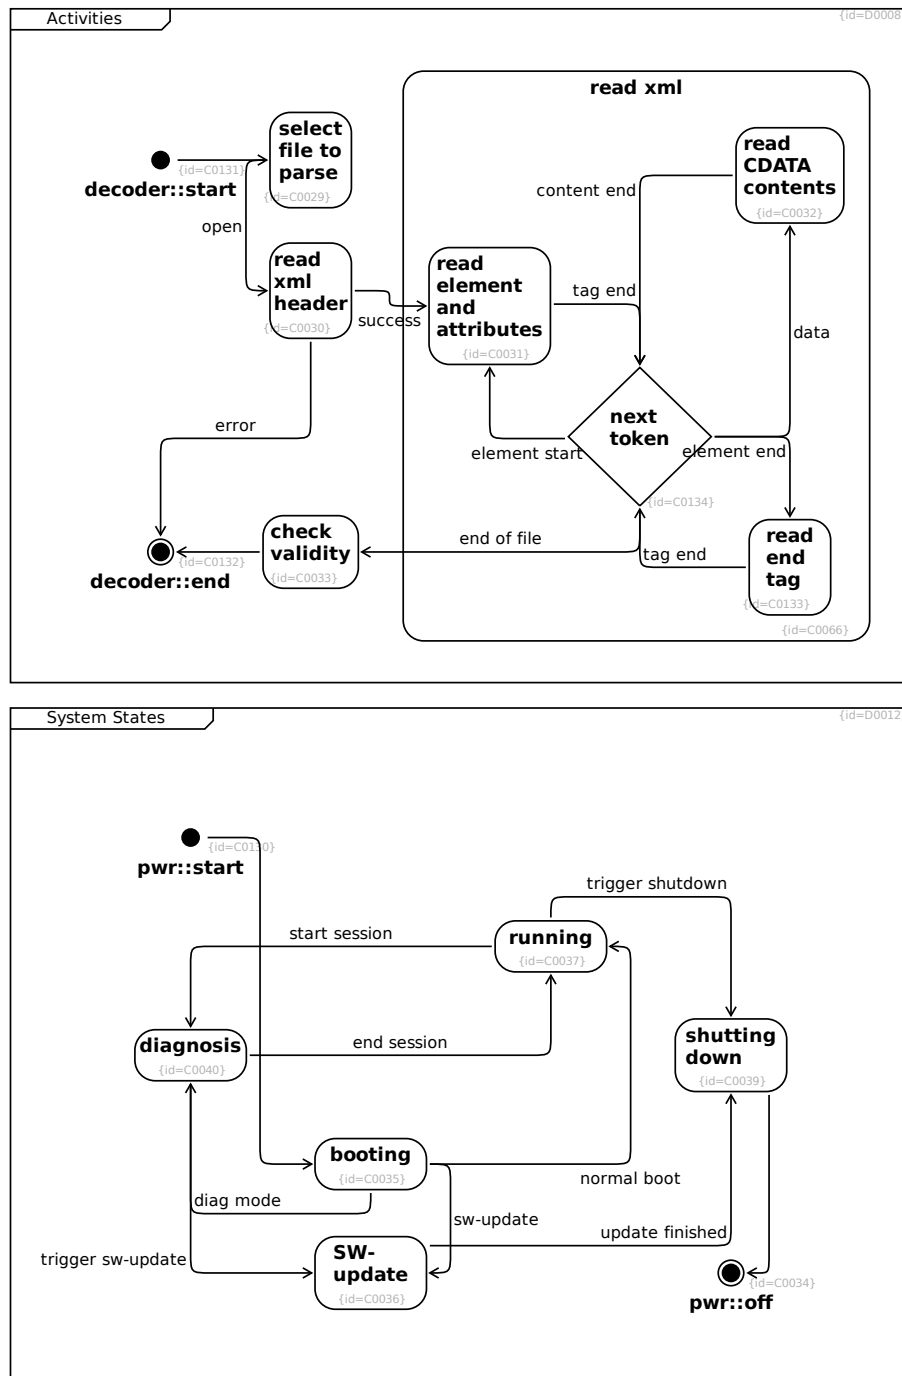 Activities
{id=D0008
read xml
select
file to
parse
{id=C0029}
{id=C0131}
decoder::start
read
CDATA
contents
{id=C0032}
content end
open
read
xml
header
{id=C0030}
success
read
element
and
attributes
{id=C0031}
tag end
data
next
token
{id=C0134}
element start
element end
error
check
validity
{id=C0033}
{id=C0132}
decoder::end
end of file
tag end
read
end
tag
{id=C0133}
{id=C0066}
System States
{id=D0012
{id=C0130}
pwr::start
trigger shutdown
running
{id=C0037}
start session
diagnosis
{id=C0040}
end session
shutting
down
{id=C0039}
booting
{id=C0035}
normal boot
diag mode
sw-update
update finished
trigger sw-update
SW-
update
{id=C0036}
{id=C0034}
pwr::off